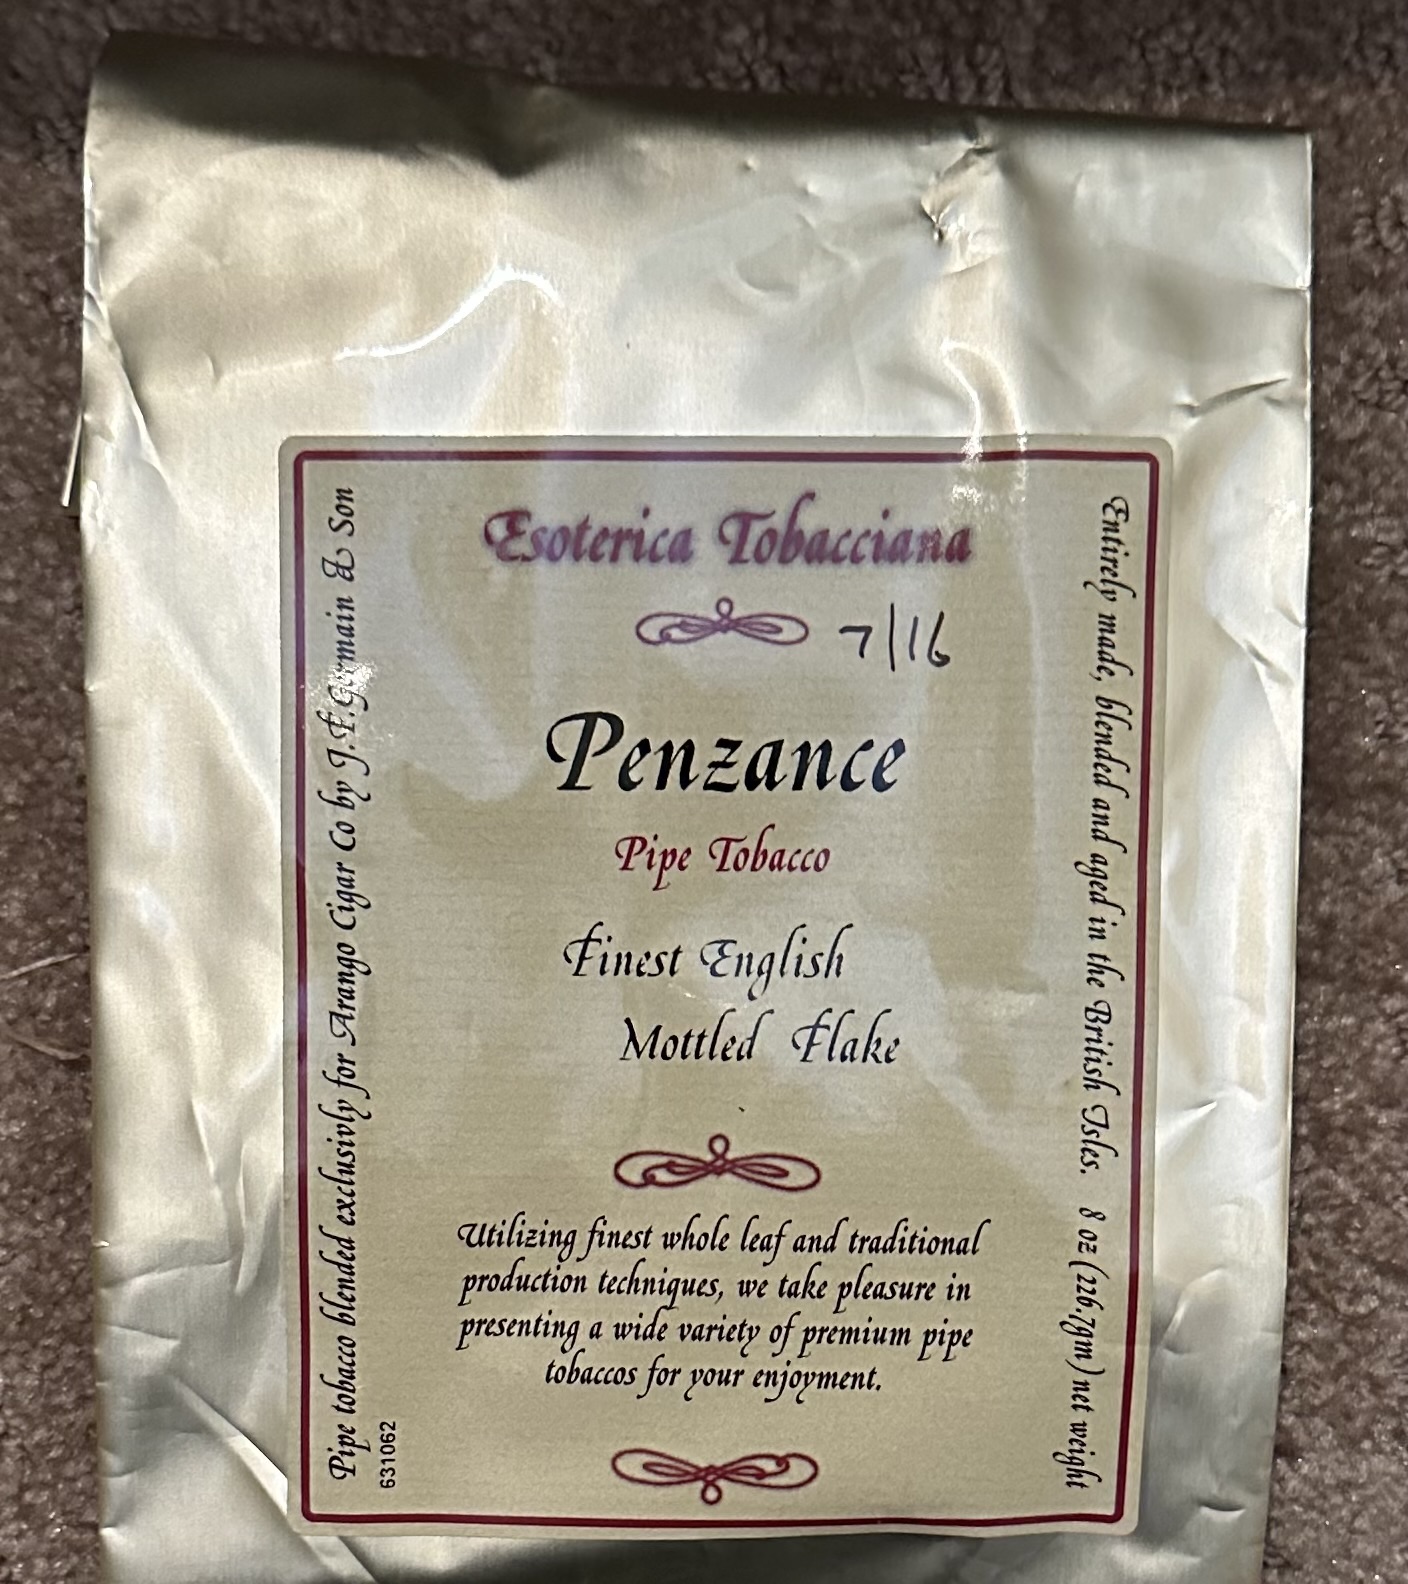 Esoterica Tobacciana
7/16
Penzance
Pipe Tobacco
Finest English
Mottled Flake
Utilizing finest whole leaf and traditional
production techniques, we take pleasure in
presenting a wide variety of premium pipe
tobaccos for your enjoyment.
Pipe tobacco blended exclusivly for Arango Cigar Co by J.F.Germain & Son
631062
Entirely made, blended and aged in the British Isles. 8 oz (226.7gm) net weight